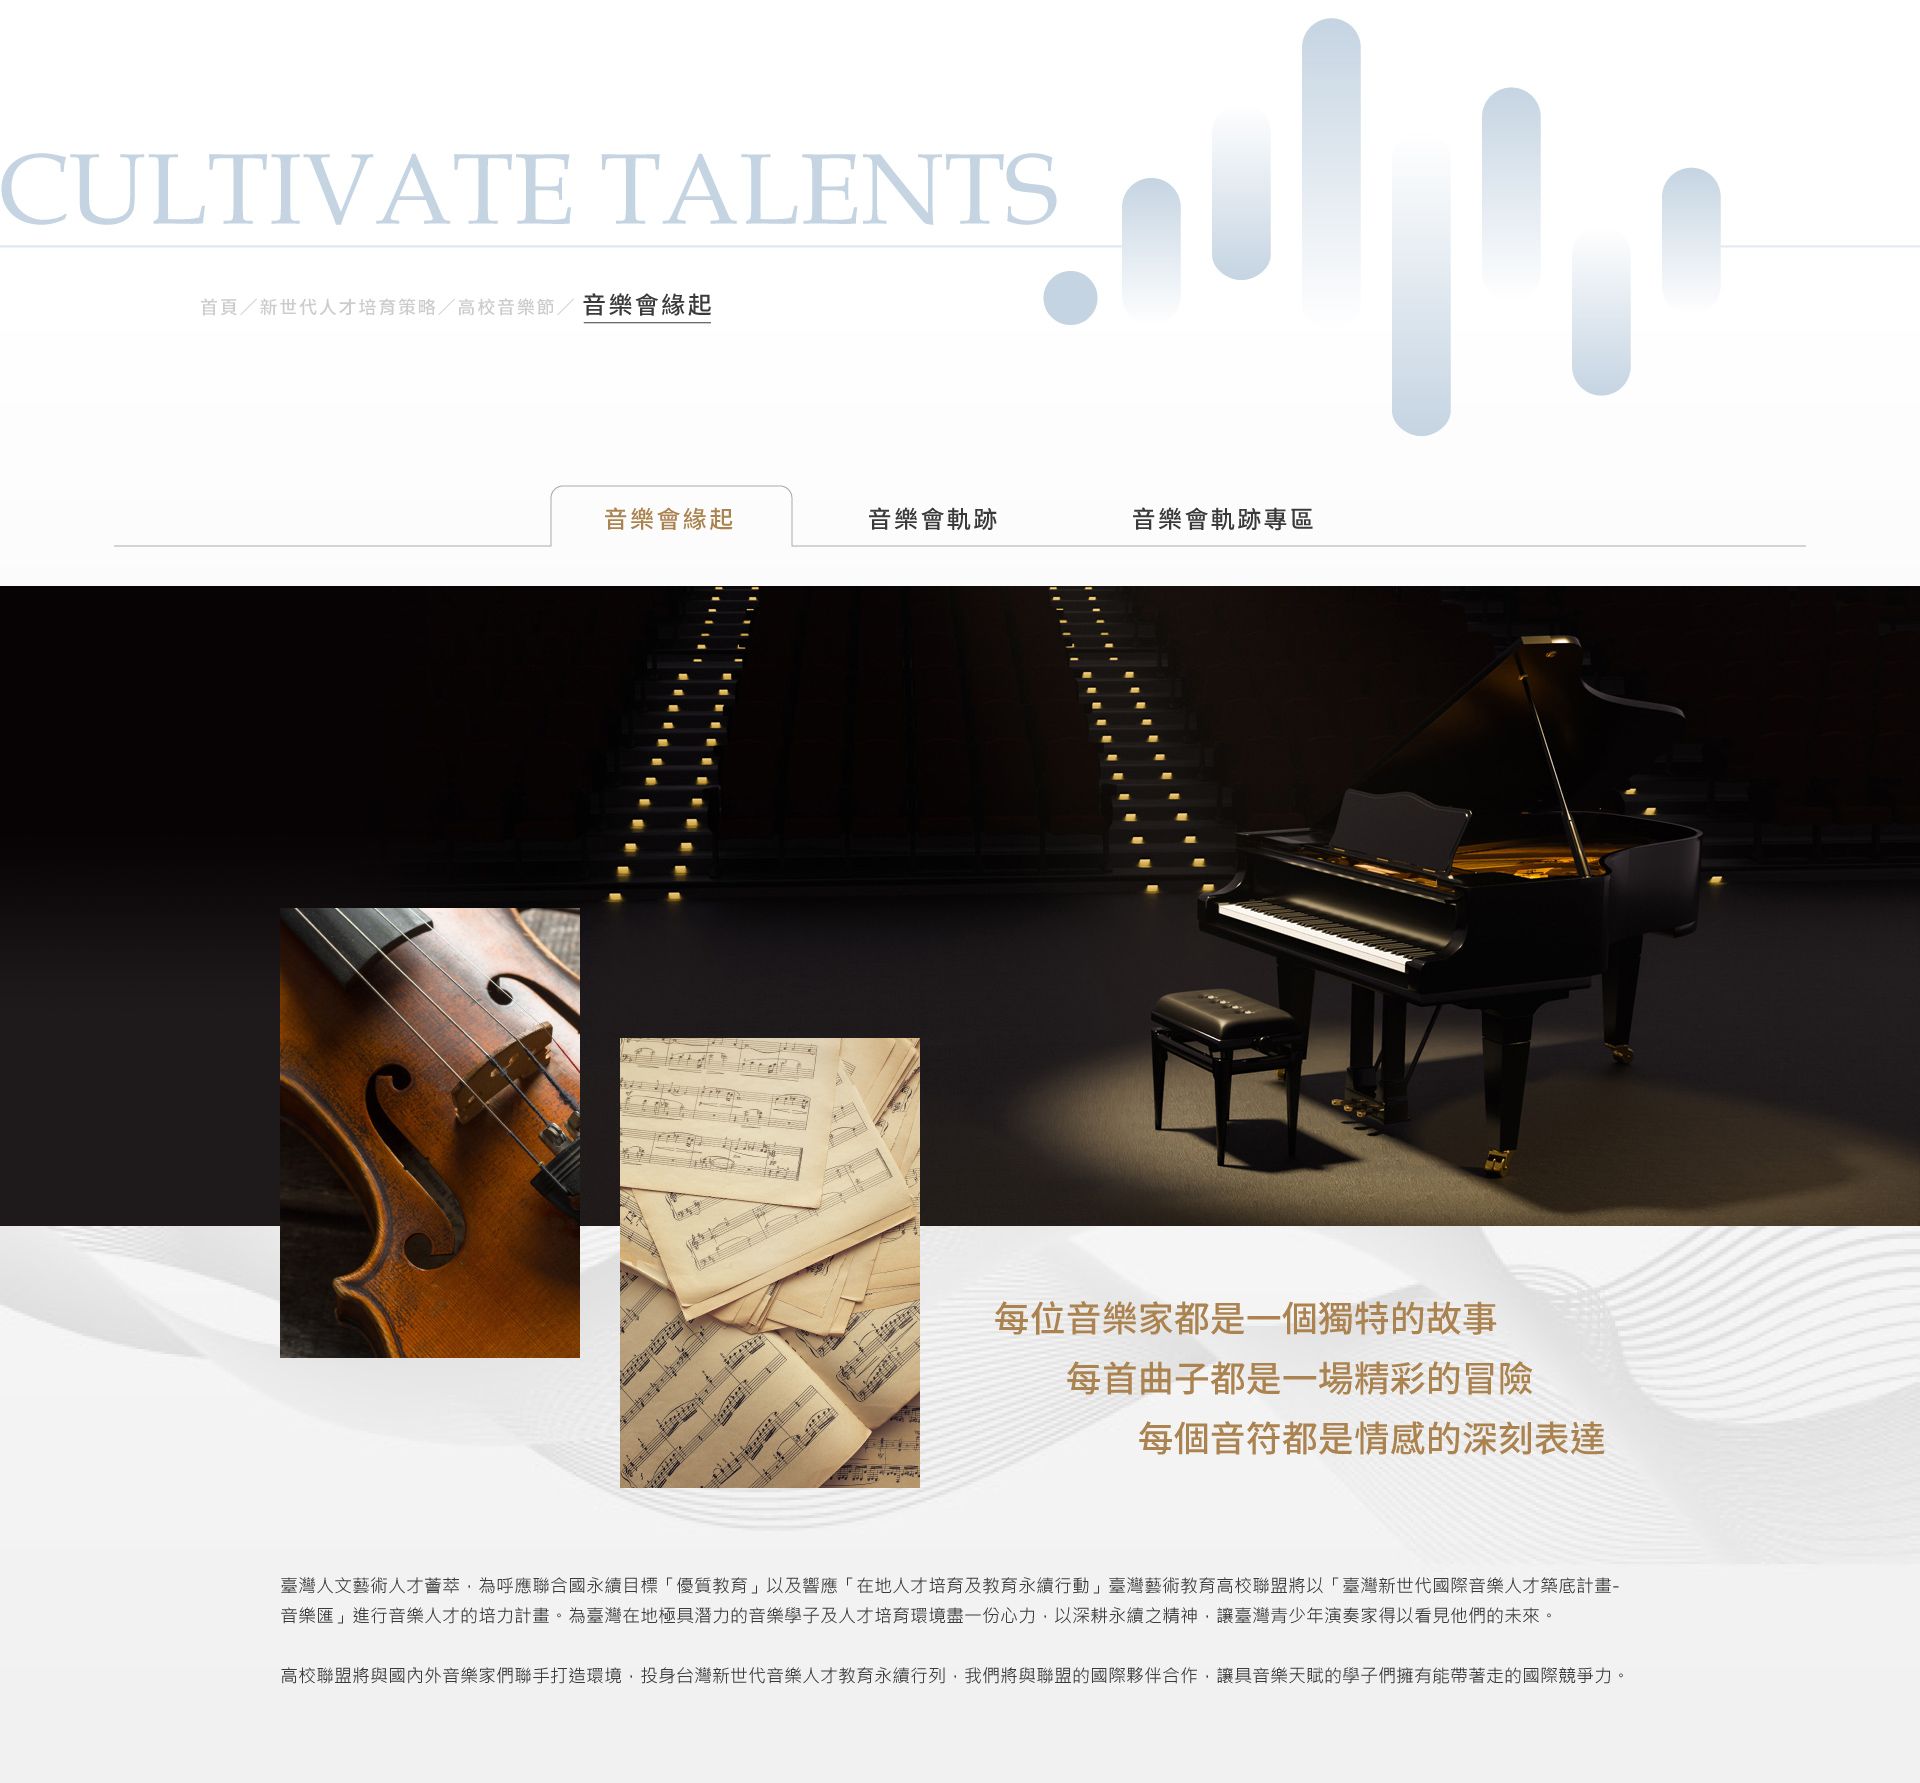 CULTIVATE TALENTS
首頁／新世代人才培育策略／高校音樂節／ 音樂會緣起
音樂會緣起 音樂會軌跡 音樂會軌跡專區
每位音樂家都是一個獨特的故事
每首曲子都是一場精彩的冒險
每個音符都是情感的深刻表達
臺灣人文藝術人才薈萃，為呼應聯合國永續目標「優質教育」以及響應「在地人才培育及教育永續行動」臺灣藝術教育高校聯盟將以「臺灣新世代國際音樂人才築底計畫-
音樂匯」進行音樂人才的培力計畫。為臺灣在地極具潛力的音樂學子及人才培育環境盡一份心力，以深耕永續之精神，讓臺灣青少年演奏家得以看見他們的未來。
高校聯盟將與國內外音樂家們聯手打造環境，投身台灣新世代音樂人才教育永續行列，我們將與聯盟的國際夥伴合作，讓具音樂天賦的學子們擁有能帶著走的國際競爭力。